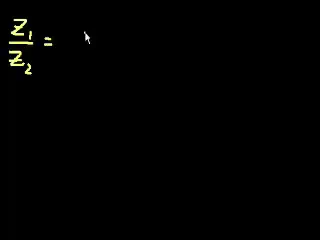 Z₁
Z₂ =